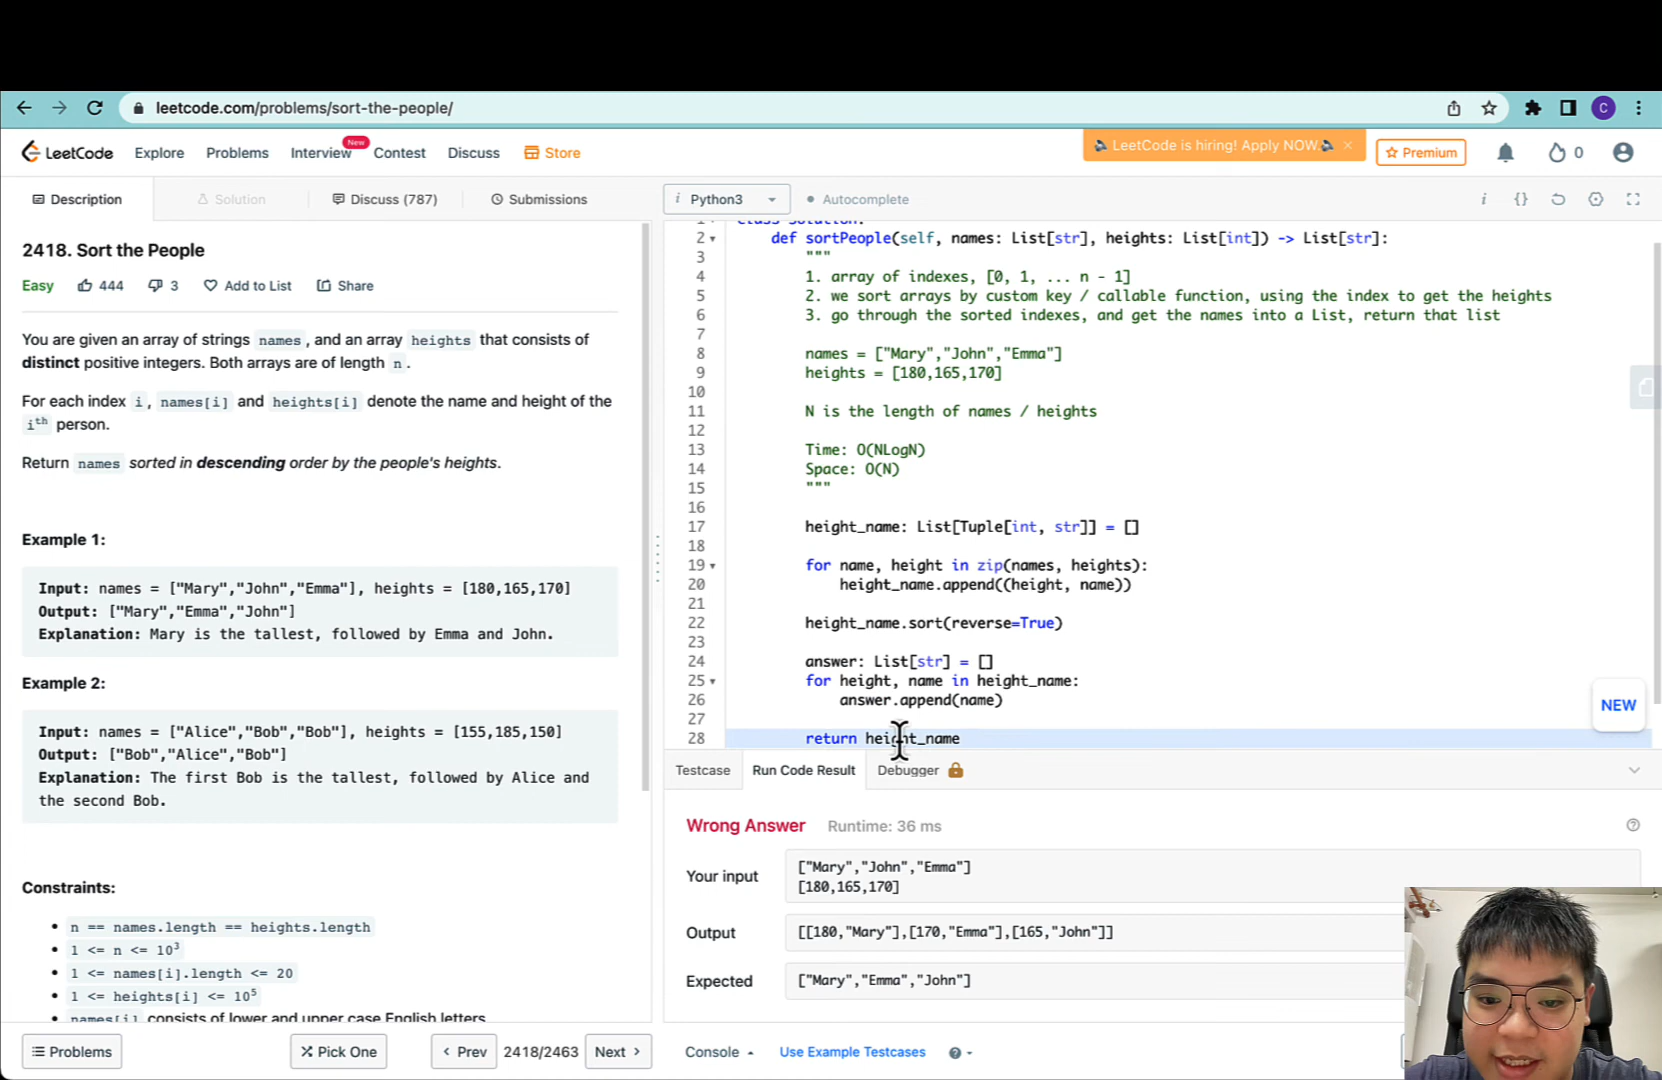 leetcode.com/problems/sort-the-people/
C
LeetCode Explore Problems Interview New Contest Discuss Store
LeetCode is hiring! Apply NOW × Premium 0
Description Solution Discuss (787) Submissions
i Python3 Autocomplete i {}
2418. Sort the People
Easy 444 3 Add to List Share
You are given an array of strings names, and an array heights that consists of
distinct positive integers. Both arrays are of length n.
For each index i, names[i] and heights[i] denote the name and height of the
ith person.
Return names sorted in descending order by the people's heights.
Example 1:
Input: names = ["Mary","John","Emma"], heights = [180,165,170]
Output: ["Mary","Emma","John"]
Explanation: Mary is the tallest, followed by Emma and John.
Example 2:
Input: names = ["Alice","Bob","Bob"], heights = [155,185,150]
Output: ["Bob","Alice","Bob"]
Explanation: The first Bob is the tallest, followed by Alice and
the second Bob.
Constraints:
n == names.length == heights.length
1 <= n <= 10³
1 <= names[i].length <= 20
1 <= heights[i] <= 10⁵
names[i] consists of lower and upper case English letters
Problems Pick One Prev 2418/2463 Next
1 class Solution:
2 def sortPeople(self, names: List[str], heights: List[int]) -> List[str]:
3 """
4 1. array of indexes, [0, 1, ... n - 1]
5 2. we sort arrays by custom key / callable function, using the index to get the heights
6 3. go through the sorted indexes, and get the names into a List, return that list
7
8 names = ["Mary","John","Emma"]
9 heights = [180,165,170]
10
11 N is the length of names / heights
12
13 Time: O(NLogN)
14 Space: O(N)
15 """
16
17 height_name: List[Tuple[int, str]] = []
18
19 for name, height in zip(names, heights):
20 height_name.append((height, name))
21
22 height_name.sort(reverse=True)
23
24 answer: List[str] = []
25 for height, name in height_name:
26 answer.append(name)
27
28 return height_name
NEW
Testcase Run Code Result Debugger
Wrong Answer Runtime: 36 ms
Your input
["Mary","John","Emma"]
[180,165,170]
Output [[180,"Mary"],[170,"Emma"],[165,"John"]]
Expected ["Mary","Emma","John"]
Console Use Example Testcases